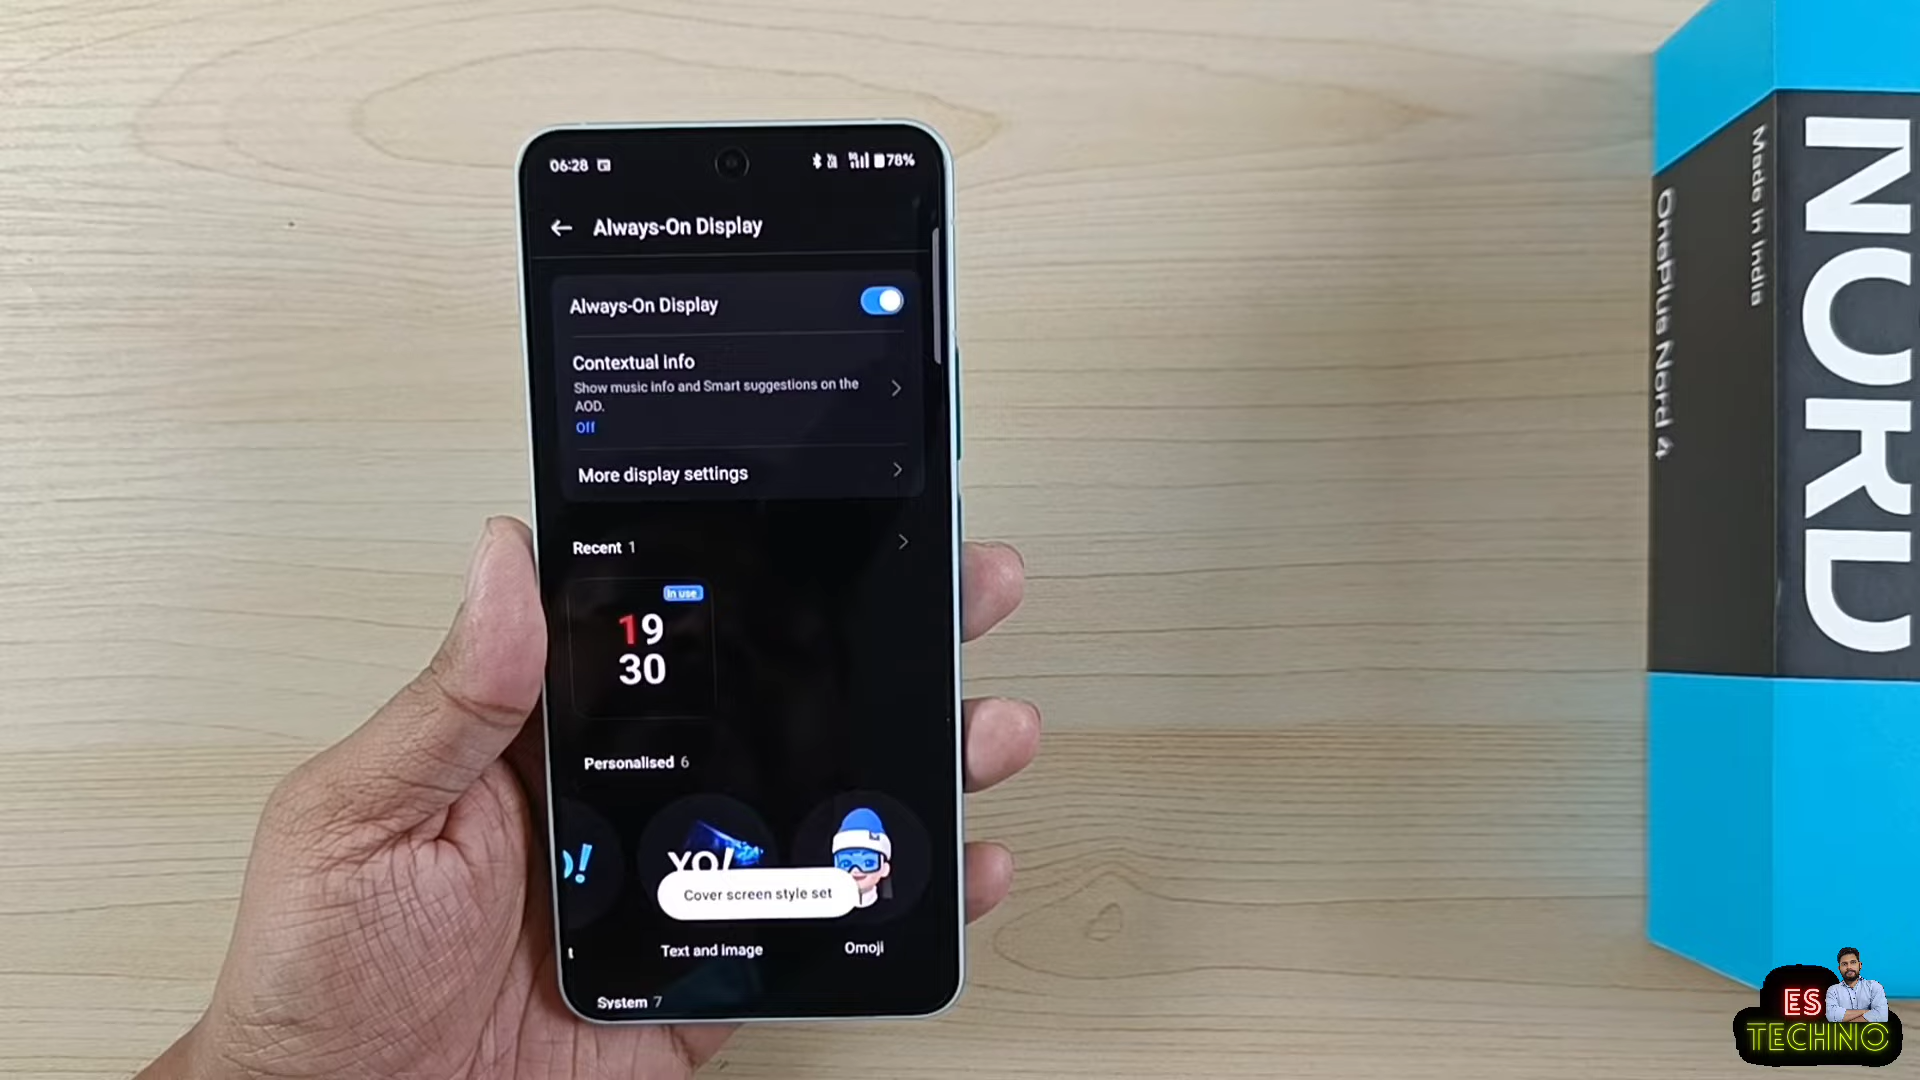 06:28
78%
Always-On Display
Always-On Display
Contextual info
Show music info and Smart suggestions on the
AOD.
Off
More display settings
Recent 1
In use
19
30
Personalised 6
YO!
Cover screen style set
t
Text and image
Omoji
System 7
OnePlus Nord 4
Made in India
NORD
ES
TECHNO